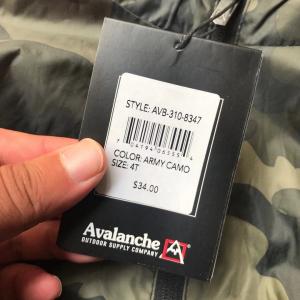 STYLE: AVB-310-8347
COLOR: ARMY CAMO
SIZE: 4T
$34.00
Avalanche
OUTDOOR SUPPLY COMPANY